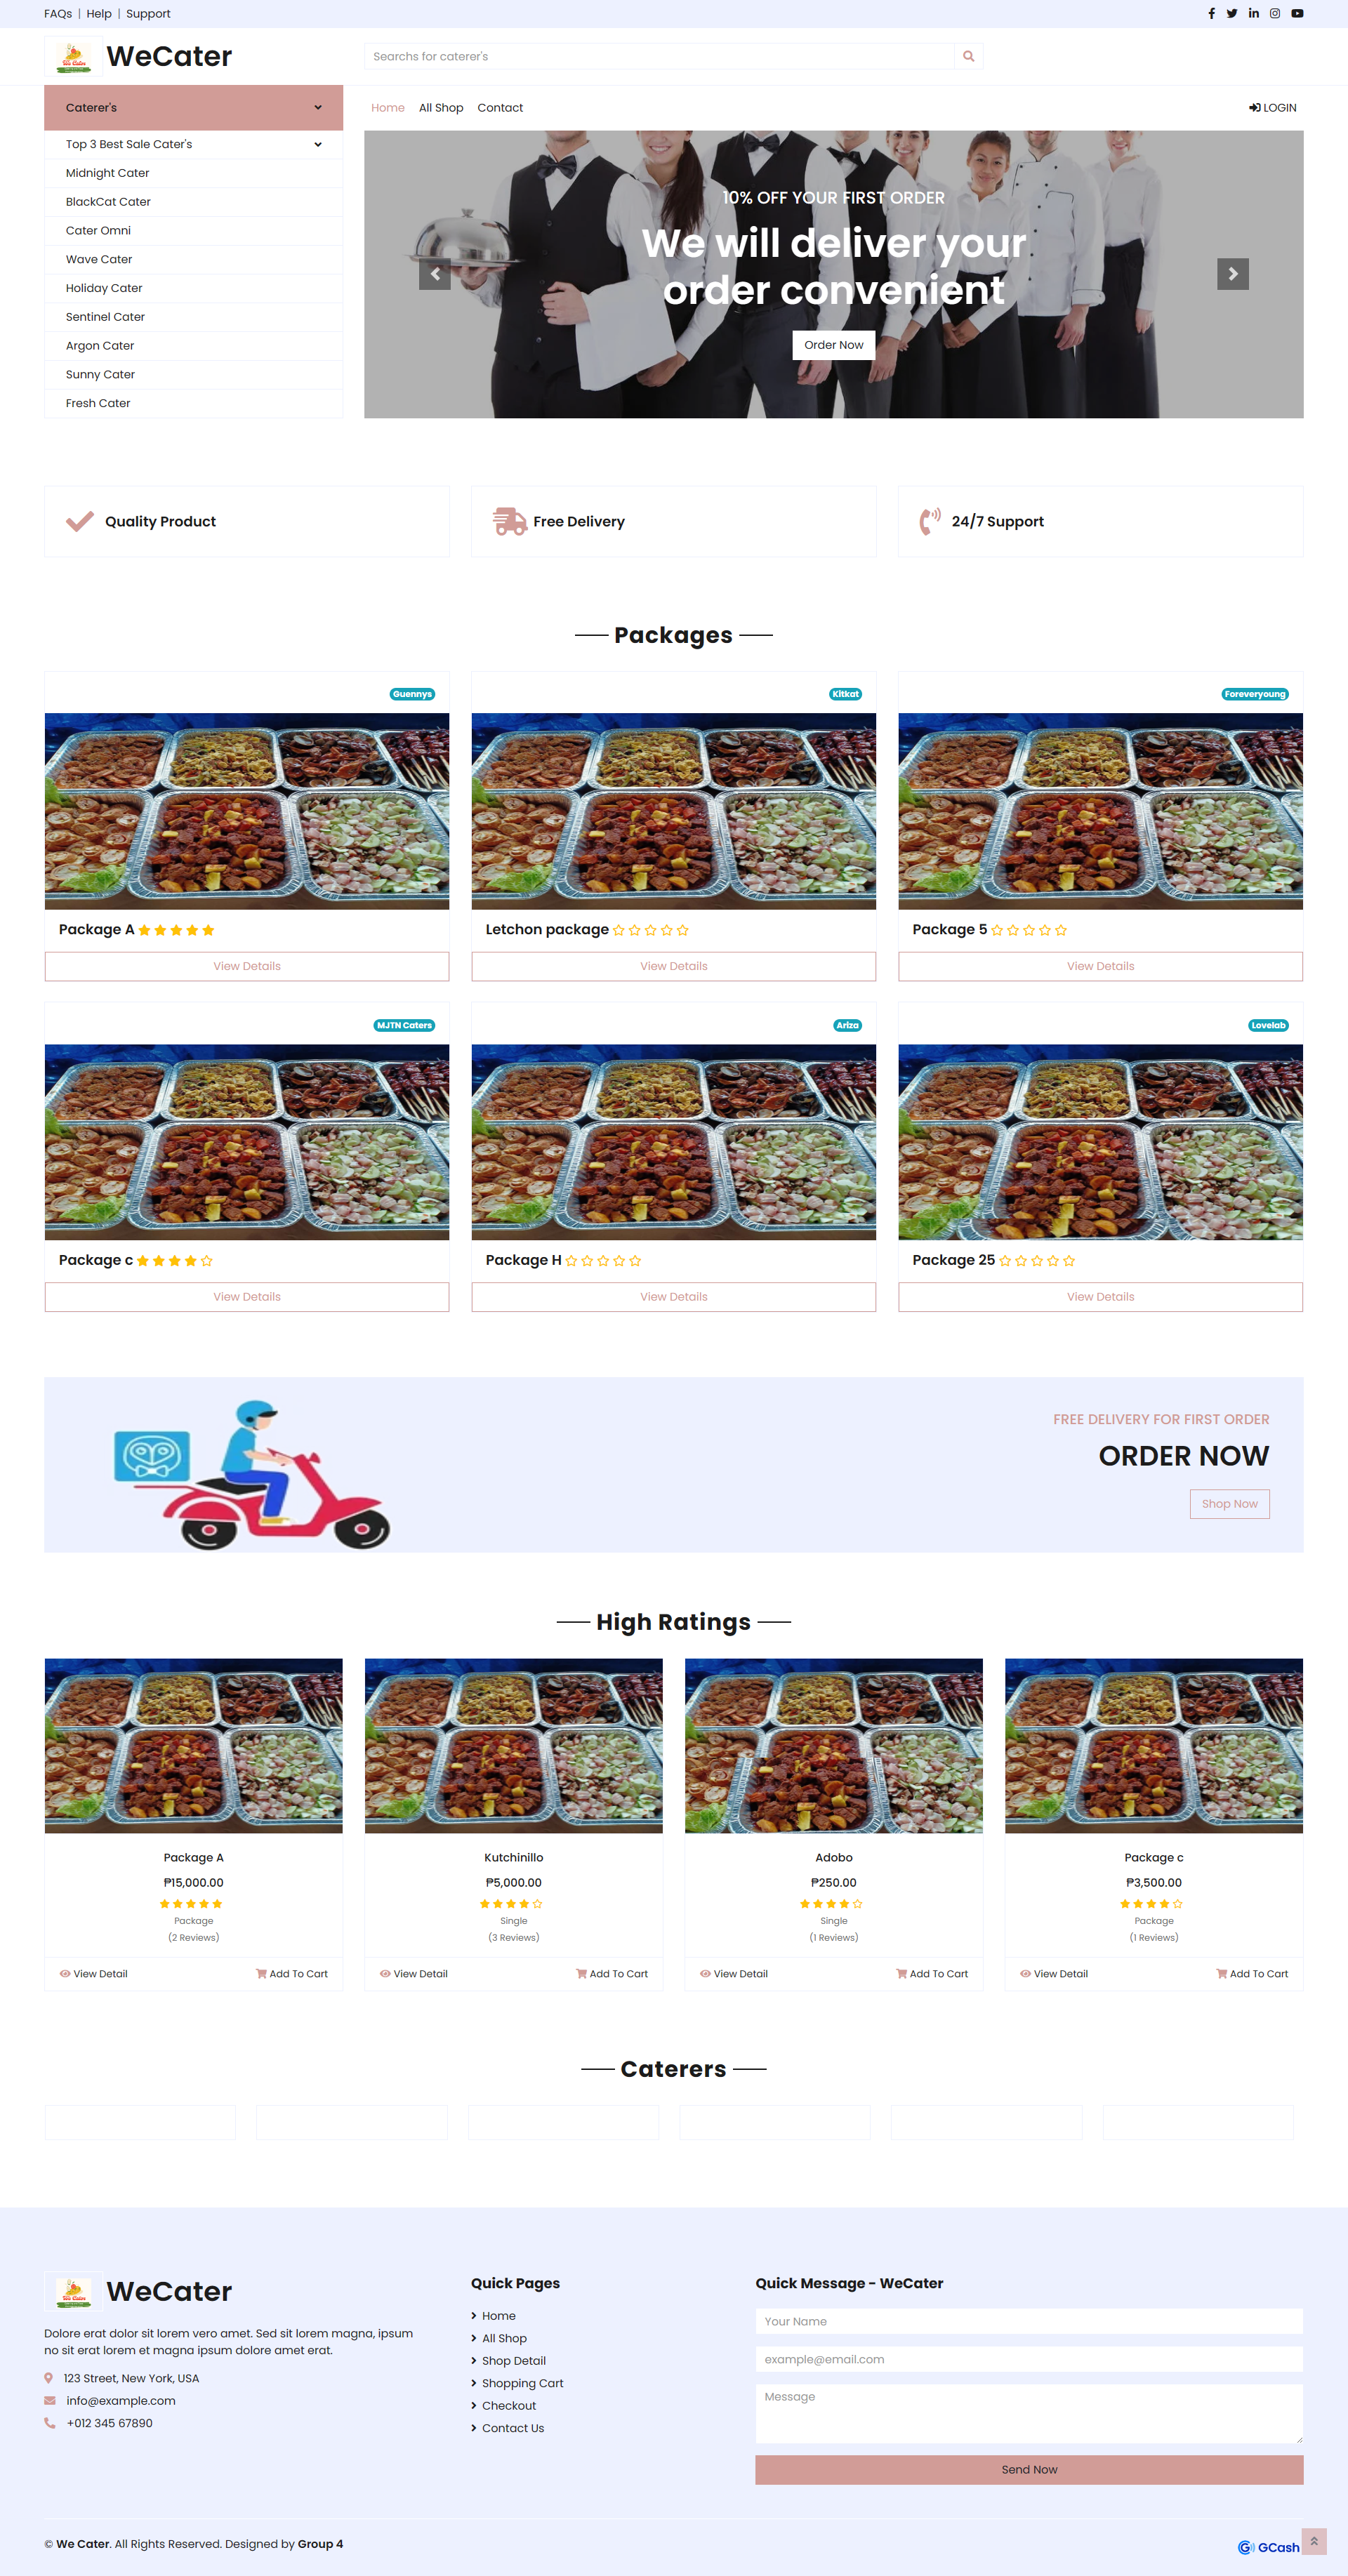 FAQs | Help | Support
We Cater
WeCater
Searchs for caterer's
Caterer's
Home
All Shop
Contact
LOGIN
Top 3 Best Sale Cater's
Midnight Cater
BlackCat Cater
Cater Omni
Wave Cater
Holiday Cater
Sentinel Cater
Argon Cater
Sunny Cater
Fresh Cater
10% OFF YOUR FIRST ORDER
We will deliver your
order convenient
Order Now
Quality Product
Free Delivery
24/7 Support
Packages
Guennys
Kitkat
Foreveryoung
Package A
Letchon package
Package 5
View Details
View Details
View Details
MJTN Caters
Ariza
Lovelab
Package c
Package H
Package 25
View Details
View Details
View Details
FREE DELIVERY FOR FIRST ORDER
ORDER NOW
Shop Now
High Ratings
Package A
₱15,000.00
Package
(2 Reviews)
View Detail
Add To Cart
Kutchinillo
₱5,000.00
Single
(3 Reviews)
View Detail
Add To Cart
Adobo
₱250.00
Single
(1 Reviews)
View Detail
Add To Cart
Package c
₱3,500.00
Package
(1 Reviews)
View Detail
Add To Cart
Caterers
We Cater
WeCater
Dolore erat dolor sit lorem vero amet. Sed sit lorem magna, ipsum
no sit erat lorem et magna ipsum dolore amet erat.
123 Street, New York, USA
info@example.com
+012 345 67890
Quick Pages
Home
All Shop
Shop Detail
Shopping Cart
Checkout
Contact Us
Quick Message - WeCater
Your Name
example@email.com
Message
Send Now
© We Cater. All Rights Reserved. Designed by Group 4
GCash